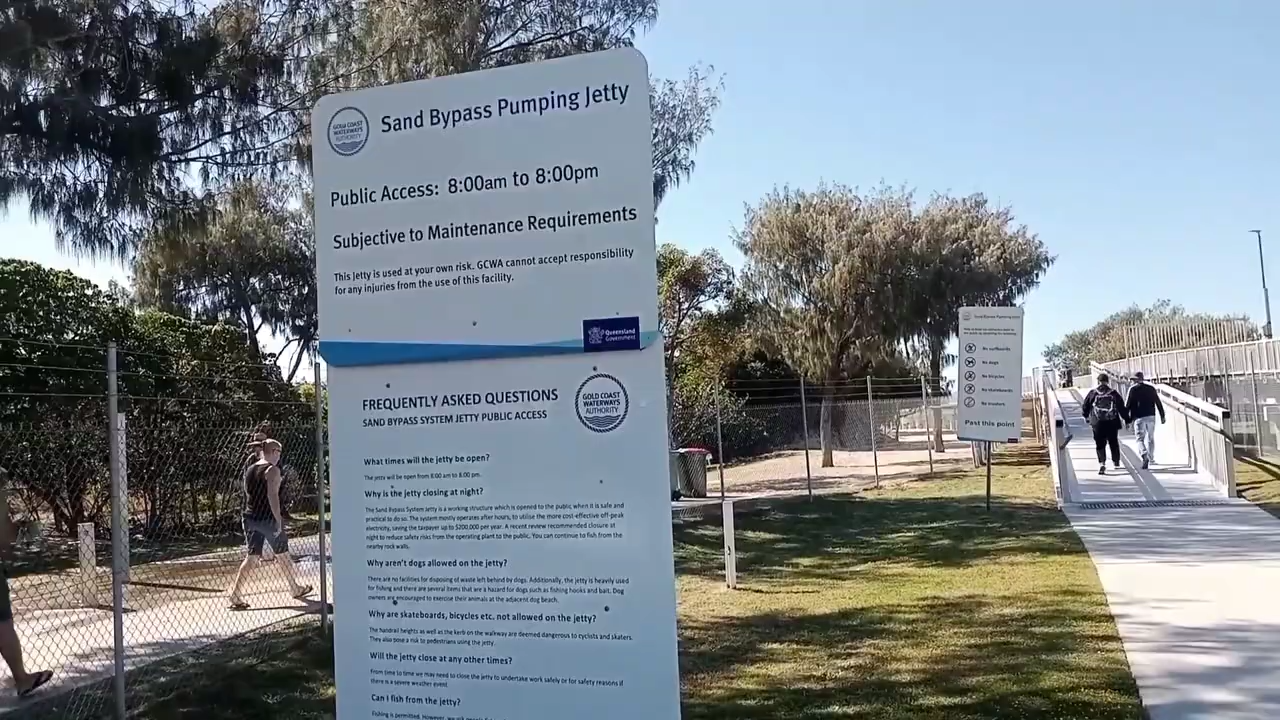 GOLD COAST
WATERWAYS
AUTHORITY
Sand Bypass Pumping Jetty
Public Access: 8:00am to 8:00pm
Subjective to Maintenance Requirements
This Jetty is used at your own risk. GCWA cannot accept responsibility
for any injuries from the use of this facility.
Queensland
Government
FREQUENTLY ASKED QUESTIONS
SAND BYPASS SYSTEM JETTY PUBLIC ACCESS
GOLD COAST
WATERWAYS
AUTHORITY
What times will the jetty be open?
The jetty will be open from 8:00 am to 8:00 pm.
Why is the jetty closing at night?
The Sand Bypass System Jetty is a working structure which is opened to the public when it is safe and
practical to do so. The system mostly operates after hours, to utilise the more cost-effective off-peak
electricity, saving the taxpayer up to $200,000 per year. A recent review recommended closure at
night to reduce safety risks from the operating plant to the public. You can continue to fish from the
nearby rock walls.
Why aren't dogs allowed on the jetty?
There are no facilities for disposing of waste left behind by dogs. Additionally, the jetty is heavily used
for fishing and there are several items that are a hazard for dogs such as fishing hooks and bait. Dog
owners are encouraged to exercise their animals at the adjacent dog beach.
Why are skateboards, bicycles etc. not allowed on the jetty?
The handrail heights as well as the kerb on the walkway are deemed dangerous to cyclists and skaters.
They also pose a risk to pedestrians using the jetty.
Will the jetty close at any other times?
From time to time we may need to close the jetty to undertake work safely or for safety reasons if
there is a severe weather event.
Can I fish from the jetty?
Fishing is permitted. However, we ask
Sand Bypass Pumping Jetty
No surfboards
No dogs
No bicycles
No skateboards
No scooters
Past this point